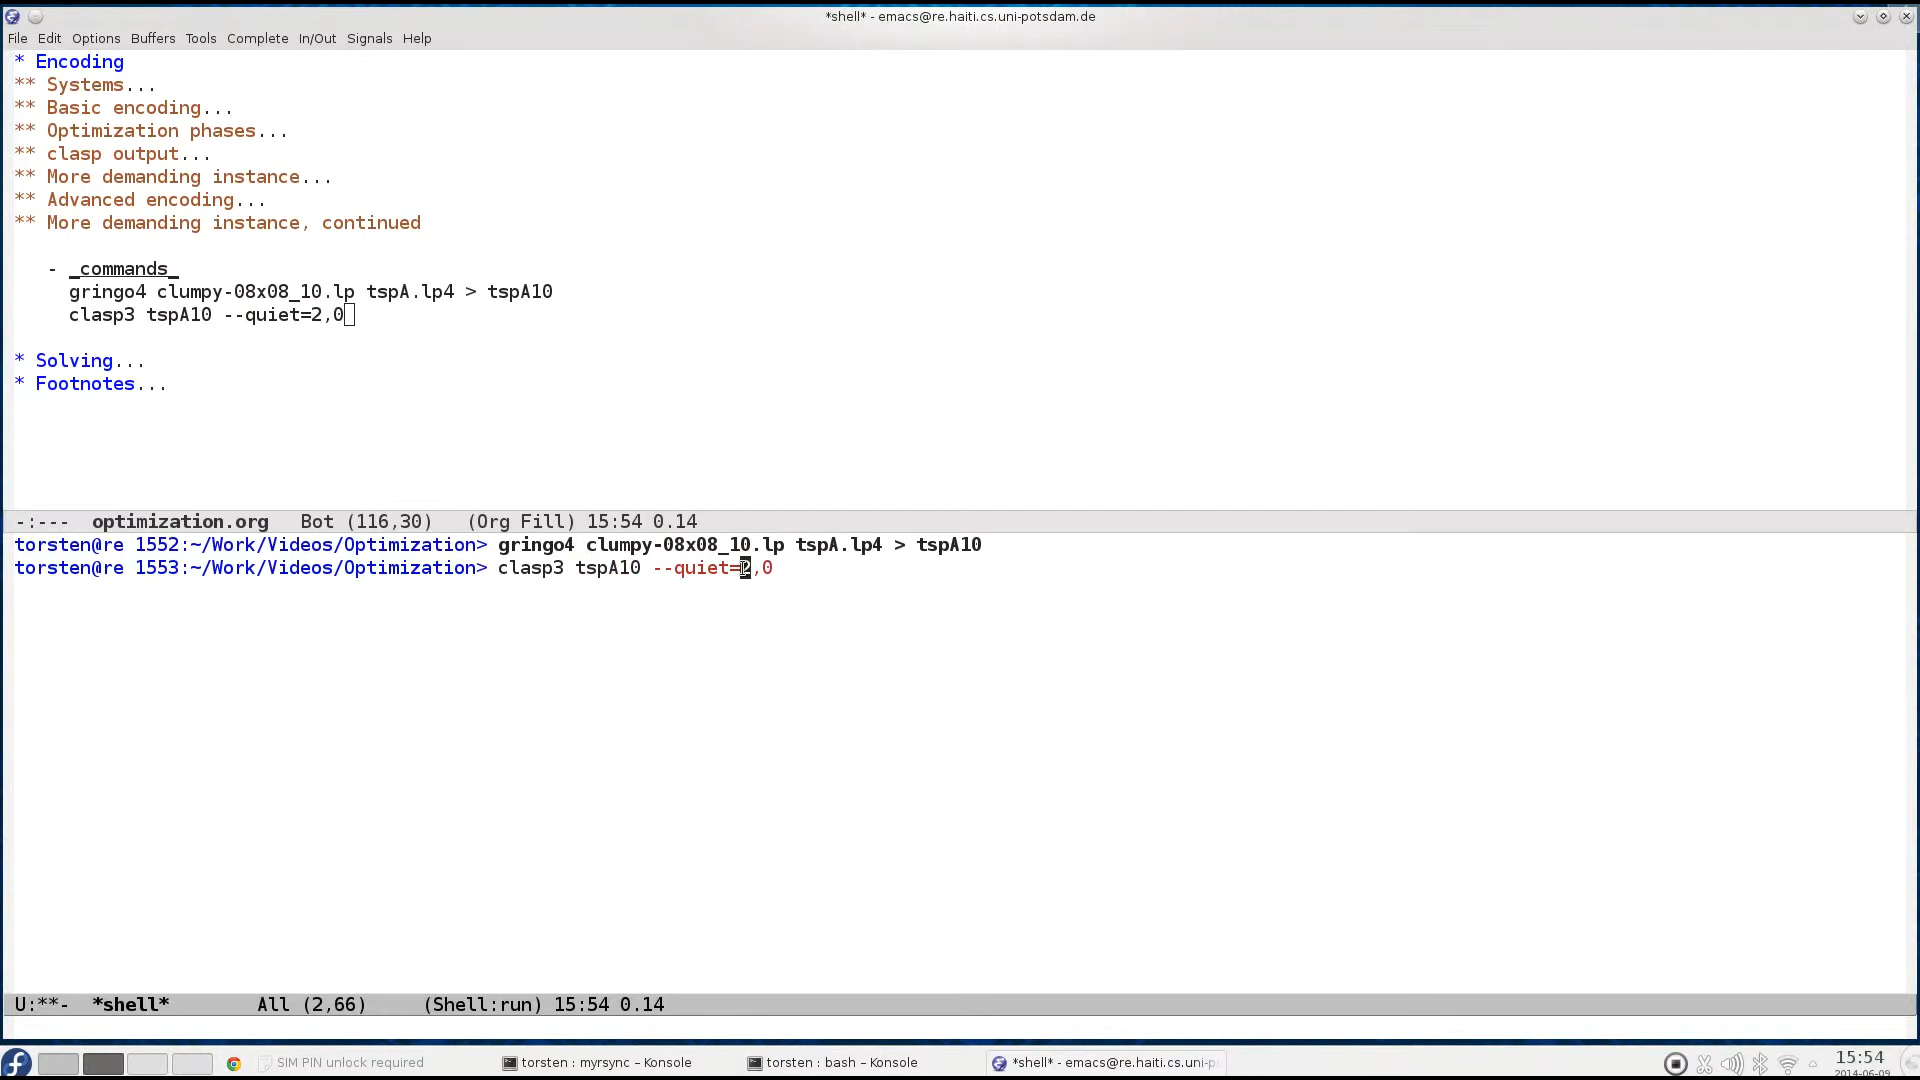 *shell* - emacs@re.haiti.cs.uni-potsdam.de
File Edit Options Buffers Tools Complete In/Out Signals Help
* Encoding
** Systems...
** Basic encoding...
** Optimization phases...
** clasp output...
** More demanding instance...
** Advanced encoding...
** More demanding instance, continued
- _commands_
gringo4 clumpy-08x08_10.lp tspA.lp4 > tspA10
clasp3 tspA10 --quiet=2,0
* Solving...
* Footnotes...
-:--- optimization.org Bot (116,30) (Org Fill) 15:54 0.14
torsten@re 1552:~/Work/Videos/Optimization> gringo4 clumpy-08x08_10.lp tspA.lp4 > tspA10
torsten@re 1553:~/Work/Videos/Optimization> clasp3 tspA10 --quiet=2,0
U:**- *shell* All (2,66) (Shell:run) 15:54 0.14
SIM PIN unlock required torsten : myrsync – Konsole torsten : bash – Konsole *shell* - emacs@re.haiti.cs.uni-p 15:54
2014-06-09